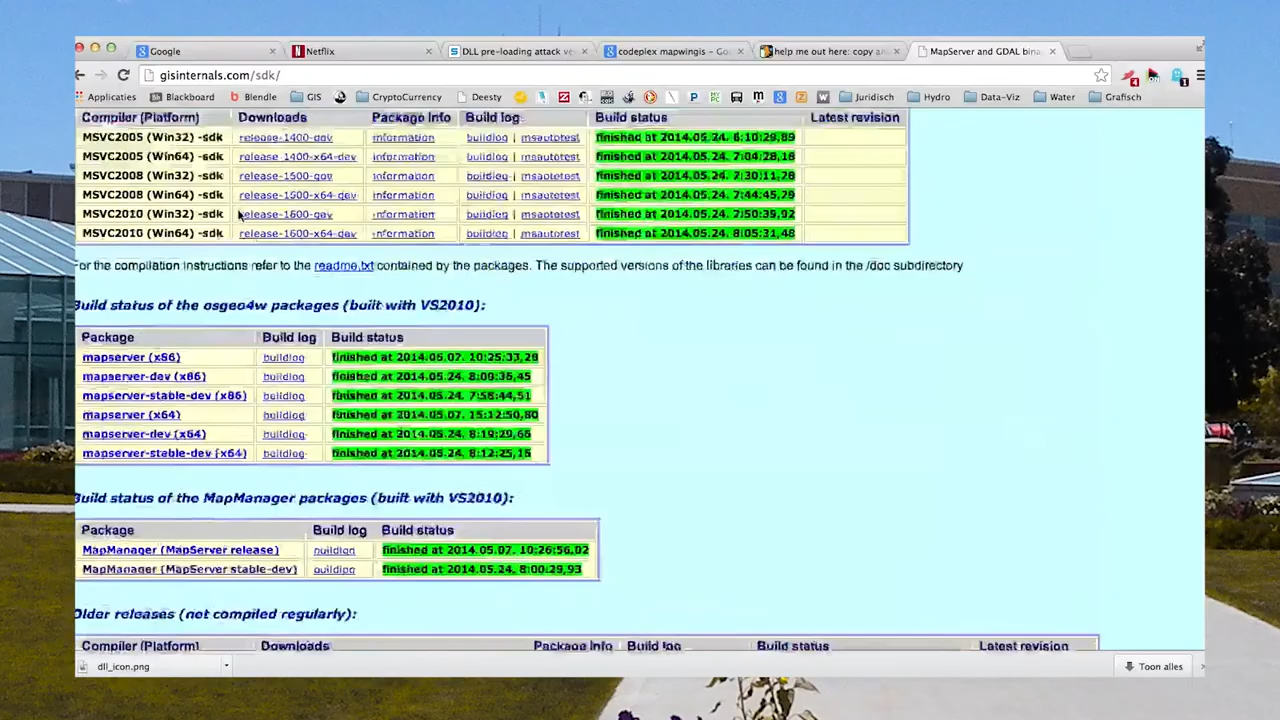 Google Netflix DLL pre-loading attack ve codeplex mapwingis - Go help me out here: copy an MapServer and GDAL bina
gisinternals.com/sdk/
Applicaties Blackboard Blendle GIS CryptoCurrency Deesty Juridisch Hydro Data-Viz Water Grafisch
Compiler (Platform) Downloads Package Info Build log Build status Latest revision
MSVC2005 (Win32) -sdk release-1400-dev information buildlog | msautotest finished at 2014.05.24. 6:10:29,89
MSVC2005 (Win64) -sdk release-1400-x64-dev information buildlog | msautotest finished at 2014.05.24. 7:04:28,18
MSVC2008 (Win32) -sdk release-1500-dev information buildlog | msautotest finished at 2014.05.24. 7:30:11,28
MSVC2008 (Win64) -sdk release-1500-x64-dev information buildlog | msautotest finished at 2014.05.24. 7:44:45,29
MSVC2010 (Win32) -sdk release-1600-dev information buildlog | msautotest finished at 2014.05.24. 7:50:39,92
MSVC2010 (Win64) -sdk release-1600-x64-dev information buildlog | msautotest finished at 2014.05.24. 8:05:31,48
For the compilation instructions refer to the readme.txt contained by the packages. The supported versions of the libraries can be found in the /doc subdirectory
Build status of the osgeo4w packages (built with VS2010):
Package Build log Build status
mapserver (x86) buildlog finished at 2014.05.07. 10:25:33,29
mapserver-dev (x86) buildlog finished at 2014.05.24. 8:09:36,45
mapserver-stable-dev (x86) buildlog finished at 2014.05.24. 7:58:44,51
mapserver (x64) buildlog finished at 2014.05.07. 15:12:50,80
mapserver-dev (x64) buildlog finished at 2014.05.24. 8:19:29,66
mapserver-stable-dev (x64) buildlog finished at 2014.05.24. 8:12:25,15
Build status of the MapManager packages (built with VS2010):
Package Build log Build status
MapManager (MapServer release) buildlog finished at 2014.05.07. 10:26:56,02
MapManager (MapServer stable-dev) buildlog finished at 2014.05.24. 8:00:29,93
Older releases (not compiled regularly):
Compiler (Platform) Downloads Package Info Build log Build status Latest revision
dll_icon.png Toon alles